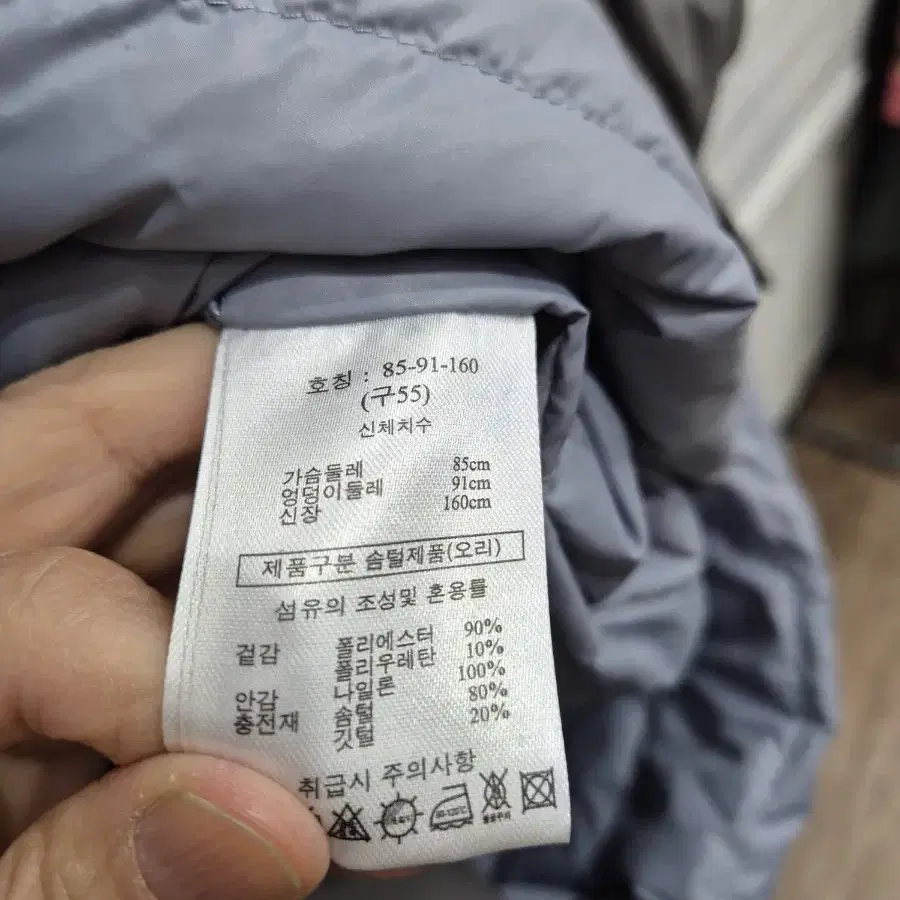 호칭 : 85-91-160
(구55)
신체치수
가슴둘레 85cm
엉덩이둘레 91cm
신장 160cm
제품구분 솜털제품(오리)
섬유의 조성및 혼용률
겉감 폴리에스터 90%
폴리우레탄 10%
안감 나일론 100%
충전재 솜털 80%
깃털 20%
취급시 주의사항
80-120℃